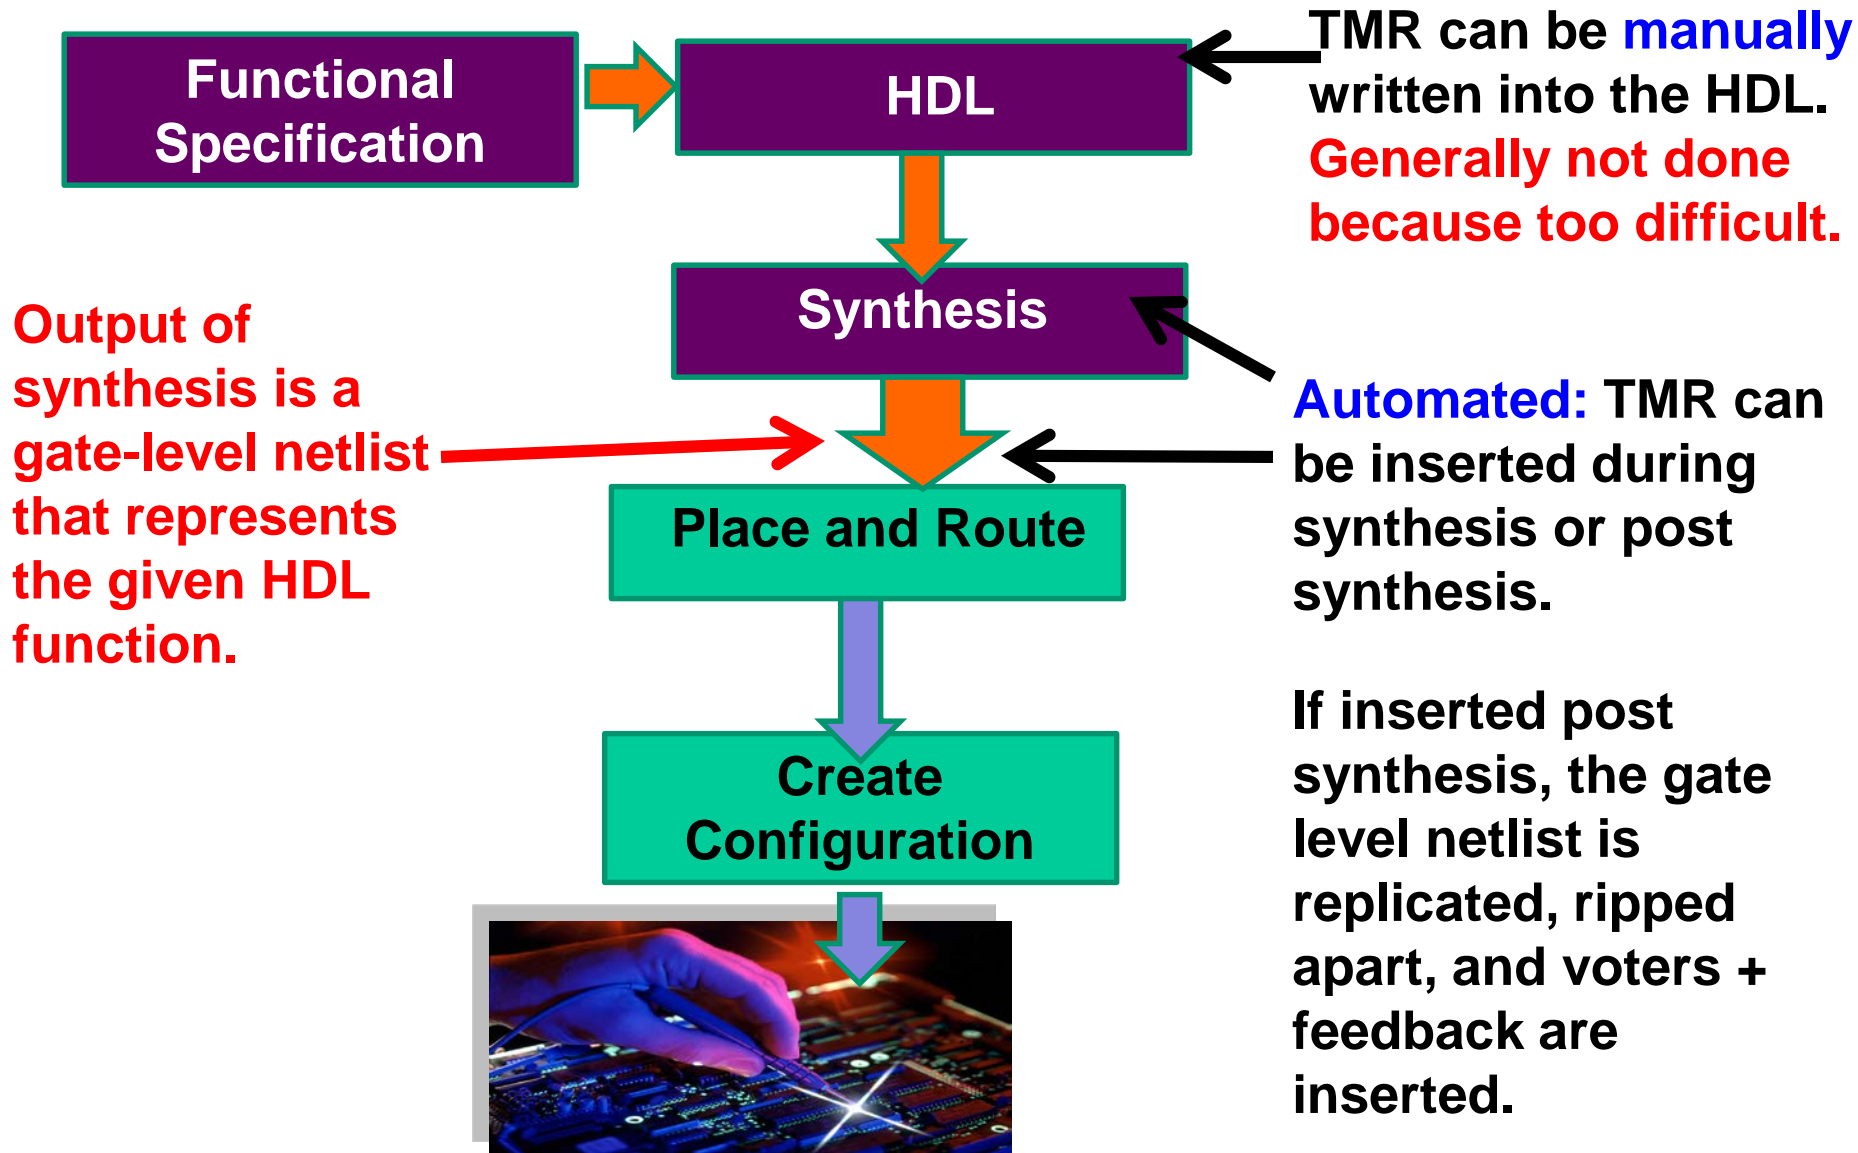 Functional
Specification
HDL
TMR can be manually
written into the HDL.
Generally not done
because too difficult.
Synthesis
Output of
synthesis is a
gate-level netlist
that represents
the given HDL
function.
Automated: TMR can
be inserted during
synthesis or post
synthesis.
Place and Route
If inserted post
synthesis, the gate
level netlist is
replicated, ripped
apart, and voters +
feedback are
inserted.
Create
Configuration